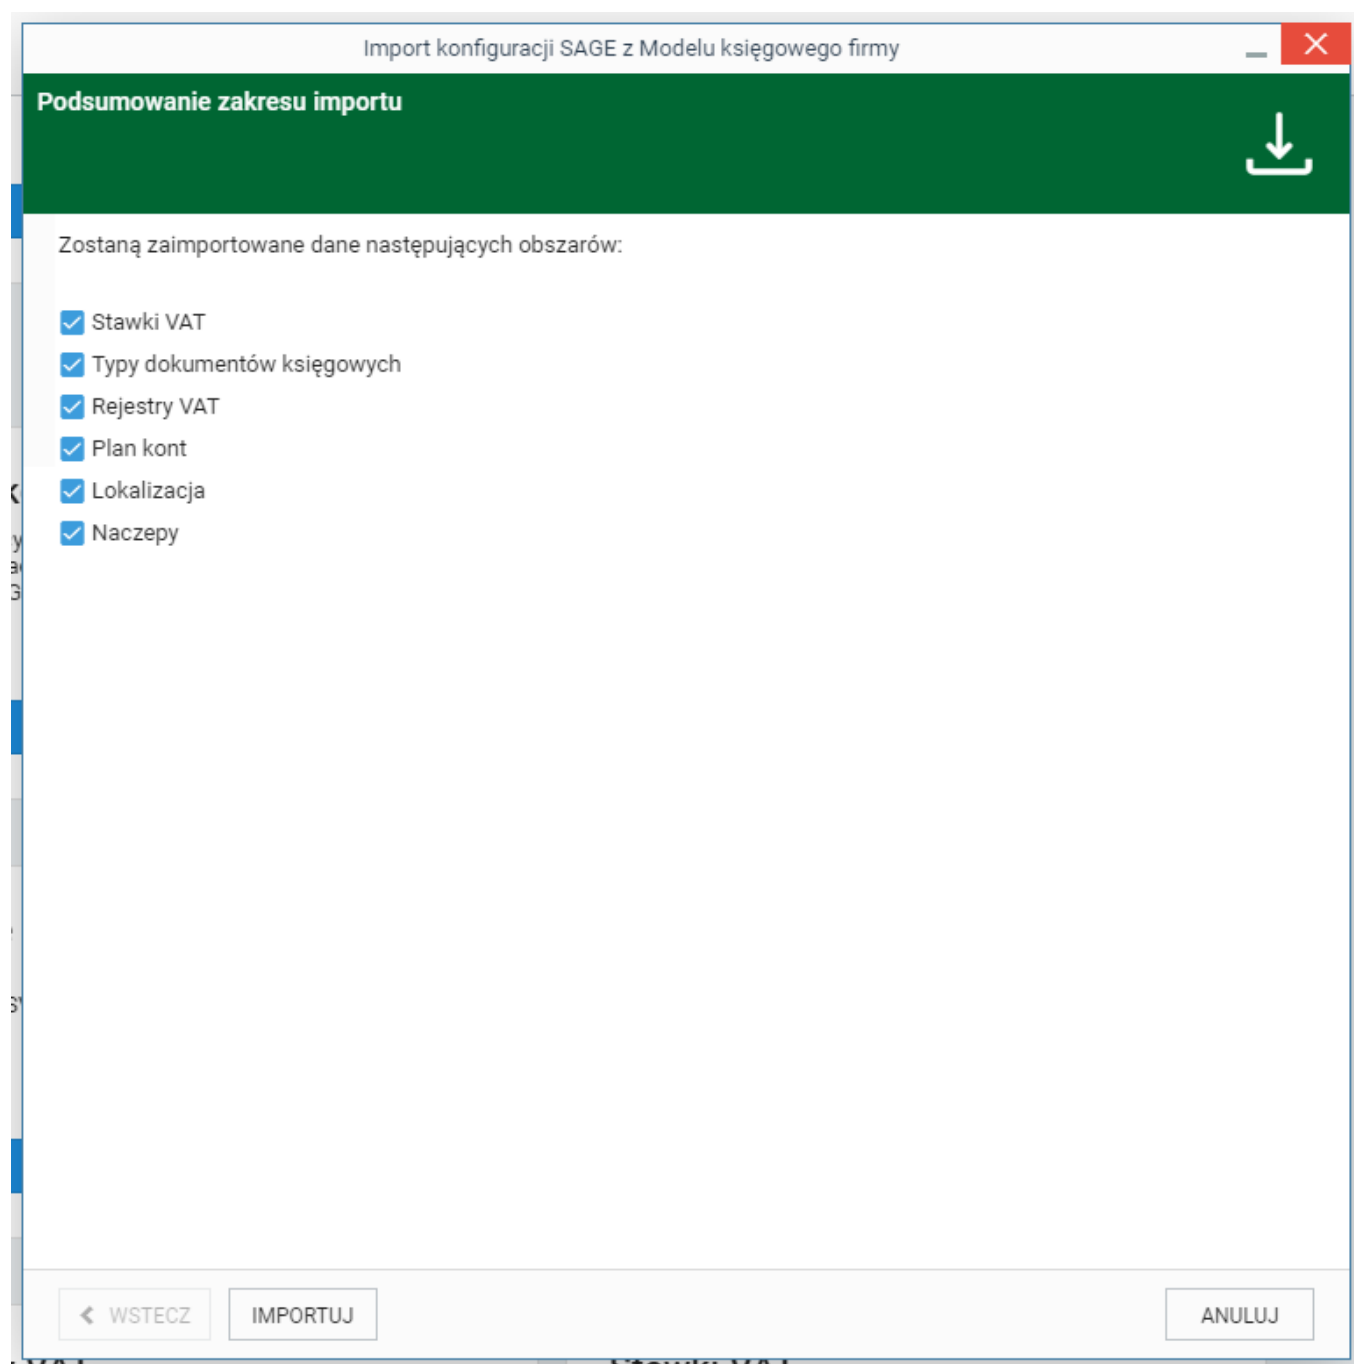 Import konfiguracji SAGE z Modelu księgowego firmy
Podsumowanie zakresu importu
Zostaną zaimportowane dane następujących obszarów:
Stawki VAT
Typy dokumentów księgowych
Rejestry VAT
Plan kont
Lokalizacja
Naczepy
WSTECZ
IMPORTUJ
ANULUJ